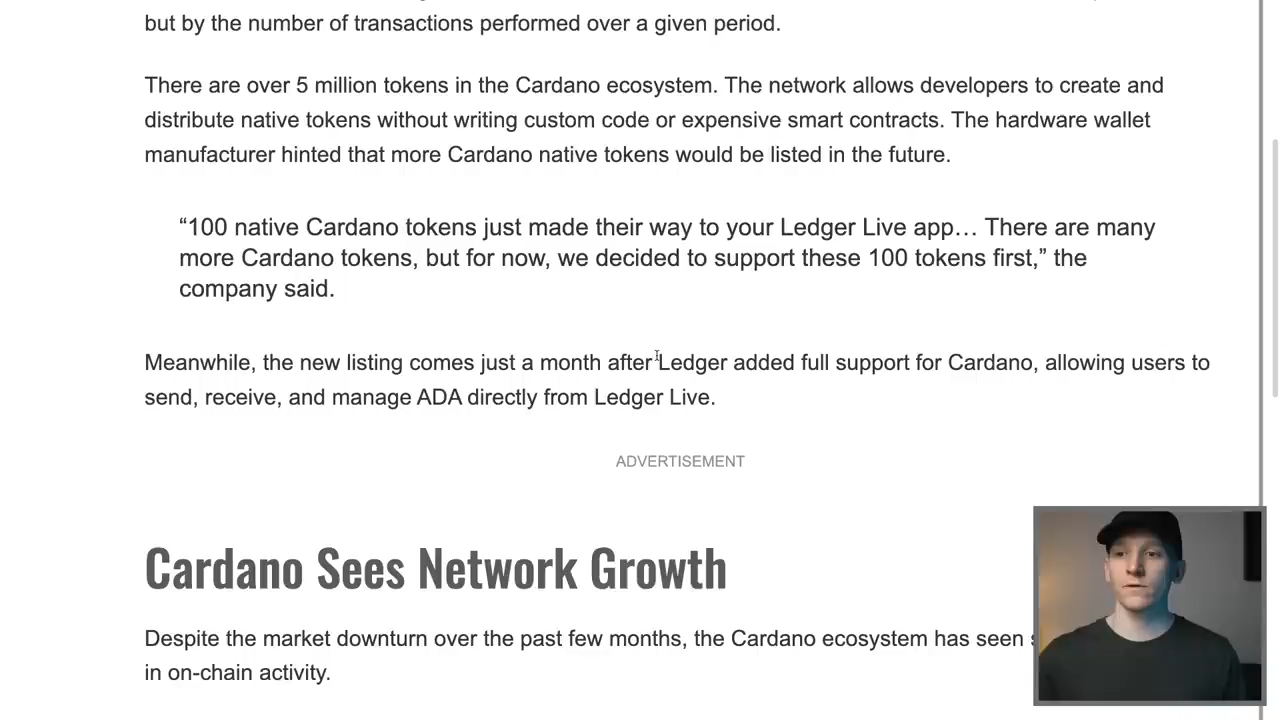 but by the number of transactions performed over a given period.
There are over 5 million tokens in the Cardano ecosystem. The network allows developers to create and
distribute native tokens without writing custom code or expensive smart contracts. The hardware wallet
manufacturer hinted that more Cardano native tokens would be listed in the future.
“100 native Cardano tokens just made their way to your Ledger Live app… There are many
more Cardano tokens, but for now, we decided to support these 100 tokens first,” the
company said.
Meanwhile, the new listing comes just a month after Ledger added full support for Cardano, allowing users to
send, receive, and manage ADA directly from Ledger Live.
ADVERTISEMENT
Cardano Sees Network Growth
Despite the market downturn over the past few months, the Cardano ecosystem has seen
in on-chain activity.